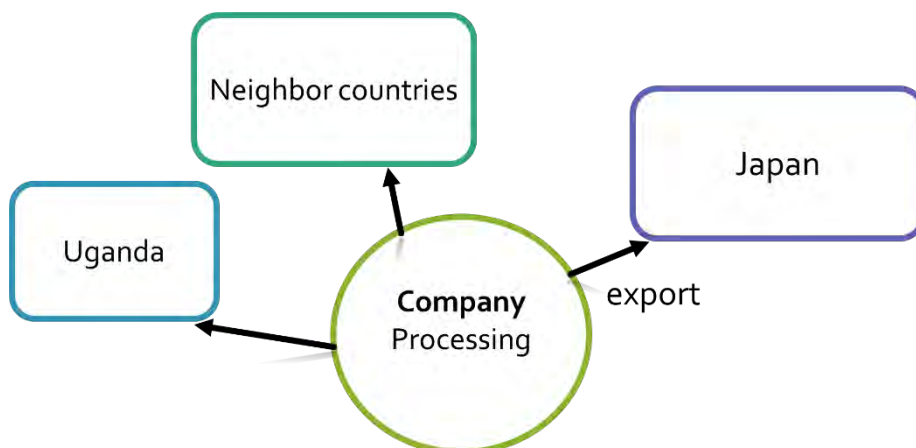 Neighbor countries
Japan
Uganda
Company
Processing
export